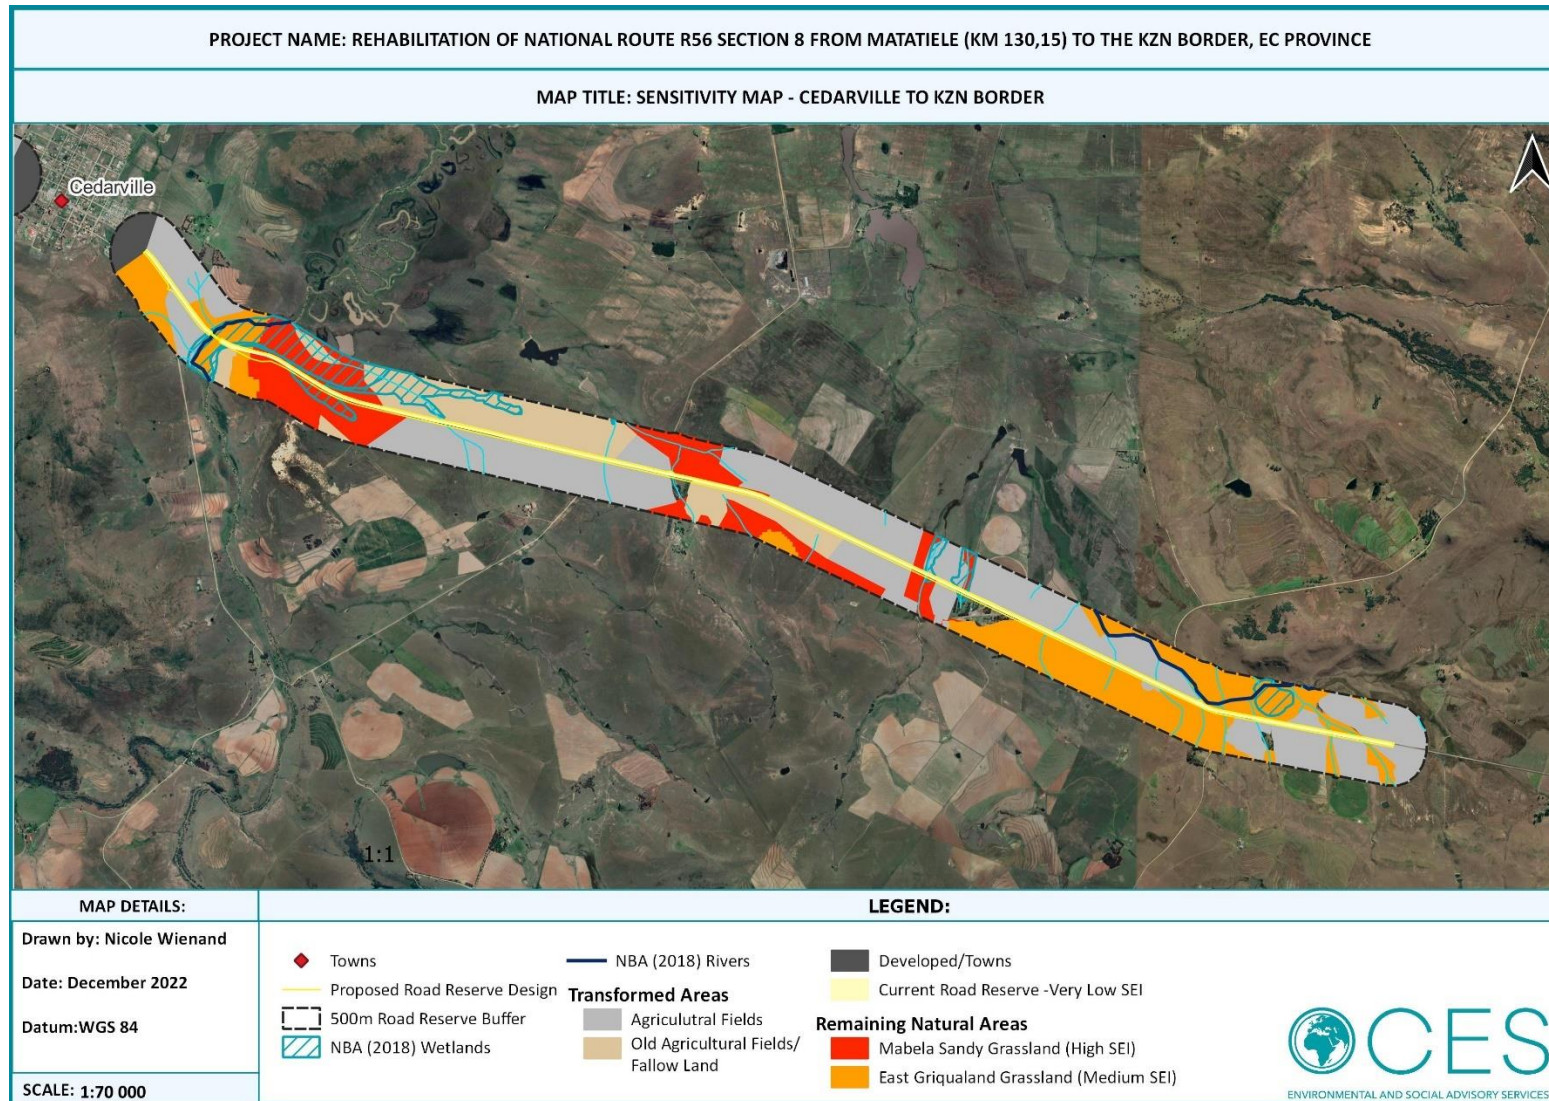 PROJECT NAME: REHABILITATION OF NATIONAL ROUTE R56 SECTION 8 FROM MATATIELE (KM 130,15) TO THE KZN BORDER, EC PROVINCE
MAP TITLE: SENSITIVITY MAP - CEDARVILLE TO KZN BORDER
Cedarville
1:1
MAP DETAILS:
Drawn by: Nicole Wienand
Date: December 2022
Datum:WGS 84
SCALE: 1:70 000
LEGEND:
Towns
Proposed Road Reserve Design
500m Road Reserve Buffer
NBA (2018) Wetlands
NBA (2018) Rivers
Transformed Areas
Agriculutral Fields
Old Agricultural Fields/
Fallow Land
Developed/Towns
Current Road Reserve -Very Low SEI
Remaining Natural Areas
Mabela Sandy Grassland (High SEI)
East Griqualand Grassland (Medium SEI)
CES
ENVIRONMENTAL AND SOCIAL ADVISORY SERVICES